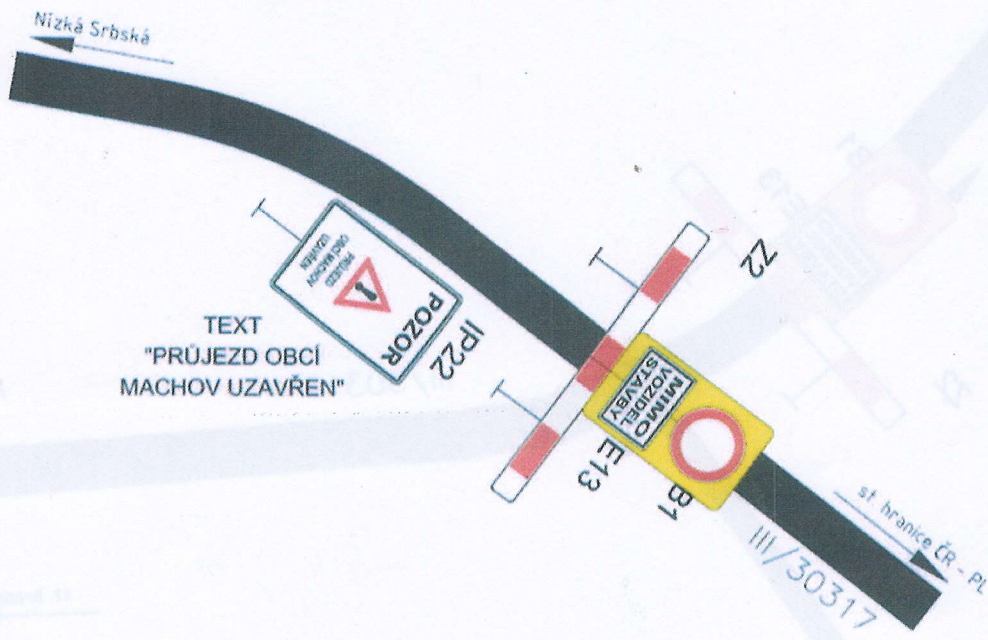 Nízká Srbská
Z2
PRŮJEZD
OBCÍ MACHOV
UZAVŘEN
POZOR
IP22
TEXT
"PRŮJEZD OBCÍ
MACHOV UZAVŘEN"
MIMO
VOZIDEL
STAVBY
E13
B1
st. hranice ČR - PL
III/30317